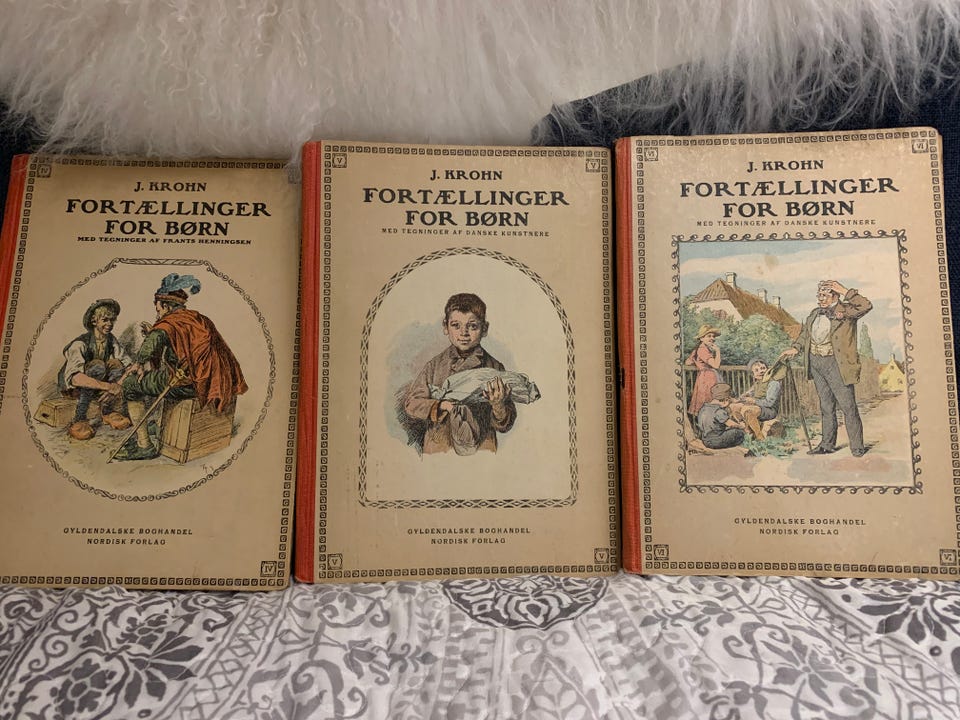 IV
J. KROHN
FORTÆLLINGER
FOR BØRN
MED TEGNINGER AF FRANTS HENNINGSEN
GYLDENDALSKE BOGHANDEL
NORDISK FORLAG
IV
V
V
J. KROHN
FORTÆLLINGER
FOR BØRN
MED TEGNINGER AF DANSKE KUNSTNERE
GYLDENDALSKE BOGHANDEL
NORDISK FORLAG
V
V
VI
VI
J. KROHN
FORTÆLLINGER
FOR BØRN
MED TEGNINGER AF DANSKE KUNSTNERE
GYLDENDALSKE BOGHANDEL
NORDISK FORLAG
VI
VI